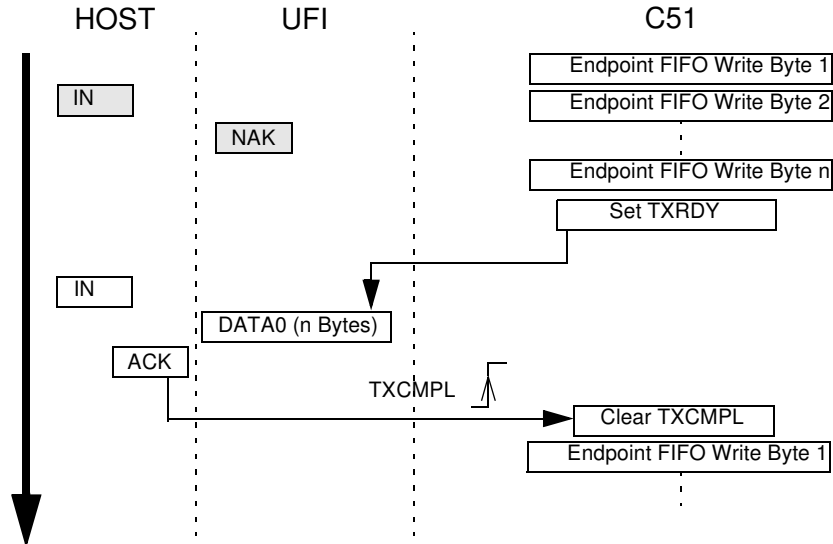 HOST UFI C51
Endpoint FIFO Write Byte 1
IN
Endpoint FIFO Write Byte 2
NAK
Endpoint FIFO Write Byte n
Set TXRDY
IN
DATA0 (n Bytes)
ACK
TXCMPL
Clear TXCMPL
Endpoint FIFO Write Byte 1